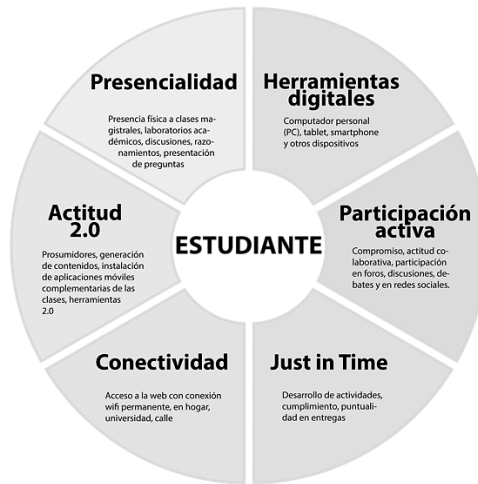 Presencialidad
Presencia física a clases ma-
gistrales, laboratorios aca-
démicos, discusiones, razo-
namientos, presentación
de preguntas
Herramientas
digitales
Computador personal
(PC), tablet, smartphone
y otros dispositivos
Actitud
2.0
Prosumidores, generación
de contenidos, instalación
de aplicaciones móviles
complementarias de las
clases, herramientas
2.0
ESTUDIANTE
Participación
activa
Compromiso, actitud co-
laborativa, participación
en foros, discusiones, de-
bates y en redes sociales.
Conectividad
Acceso a la web con conexión
wifi permanente, en hogar,
universidad, calle
Just in Time
Desarrollo de actividades,
cumplimiento, puntuali-
dad en entregas